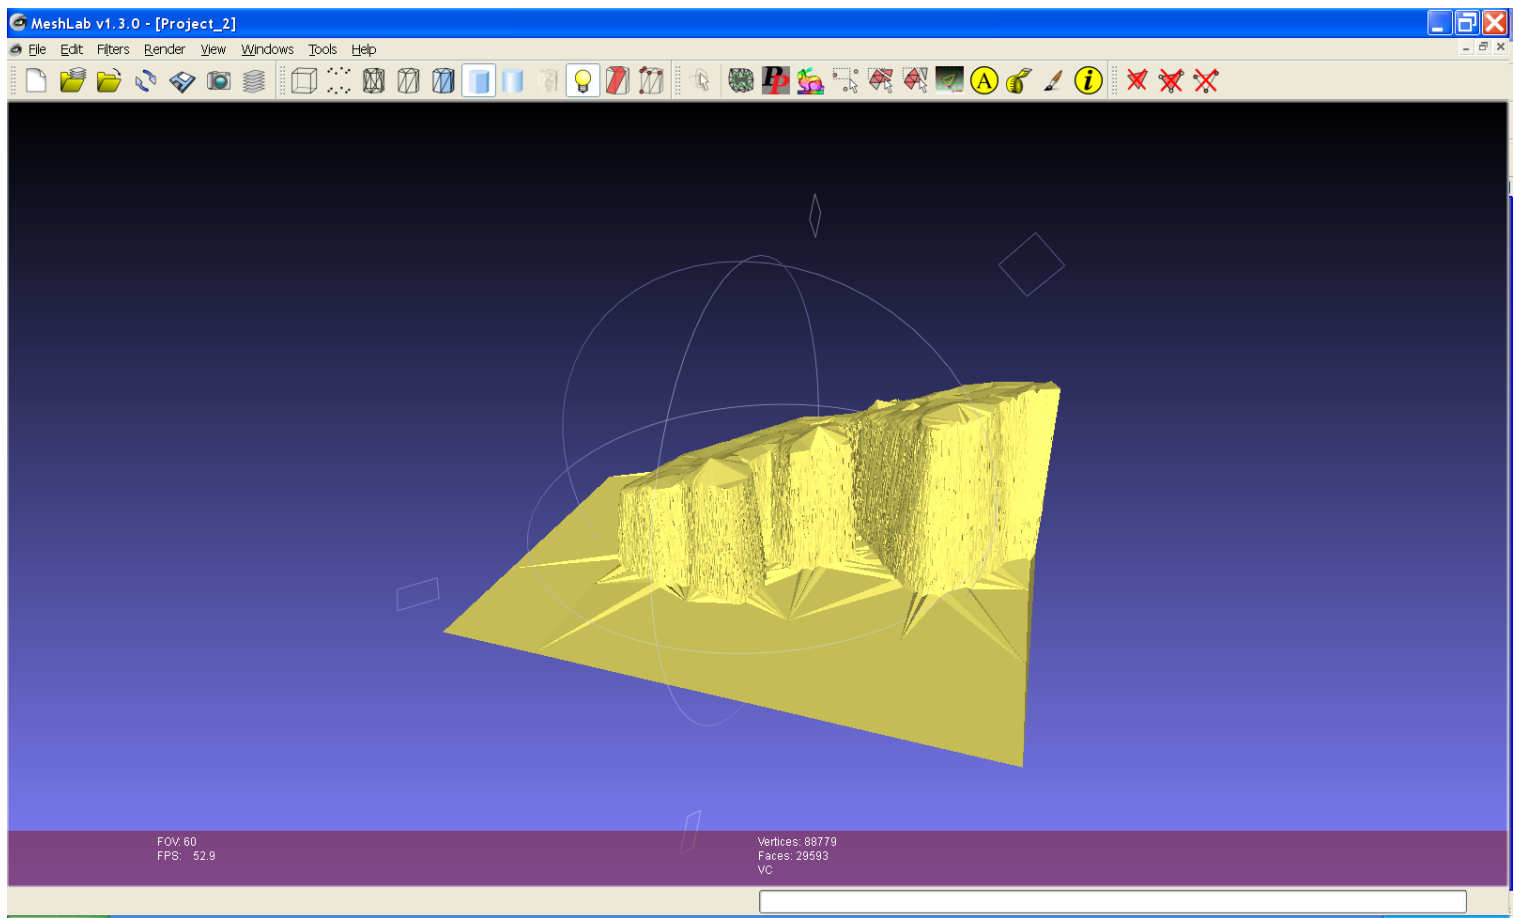 MeshLab v1.3.0 - [Project_2]
File Edit Filters Render View Windows Tools Help
PP A i
FOV: 60
FPS: 52.9
Vertices: 88779
Faces: 29593
VC